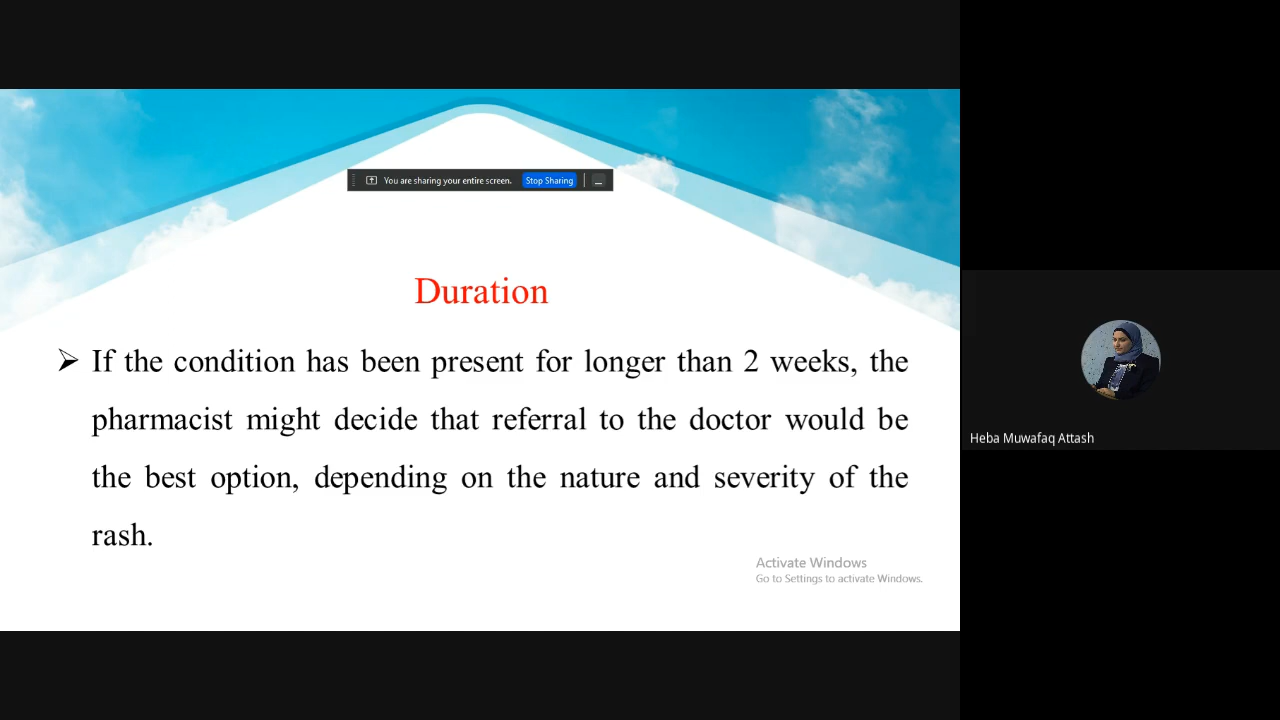 You are sharing your entire screen.
Stop Sharing
Duration
➢ If the condition has been present for longer than 2 weeks, the
pharmacist might decide that referral to the doctor would be
the best option, depending on the nature and severity of the
rash.
Activate Windows
Go to Settings to activate Windows.
Heba Muwafaq Attash